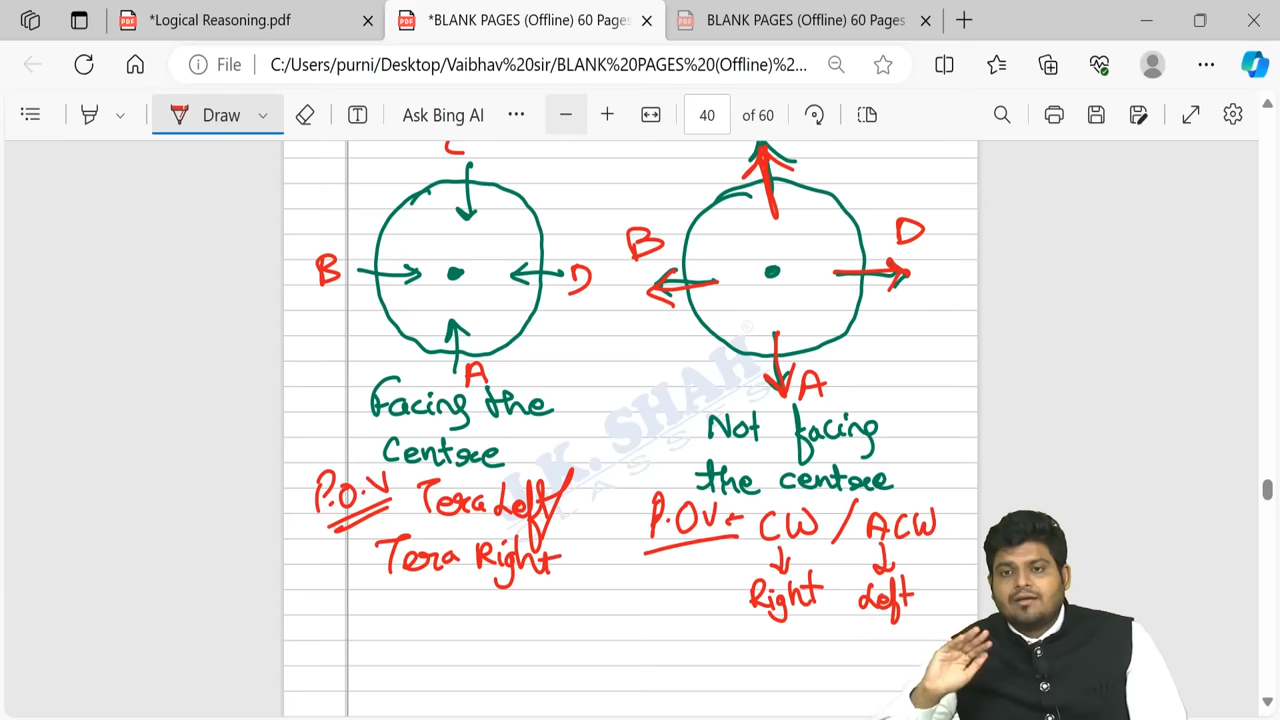 *Logical Reasoning.pdf
*BLANK PAGES (Offline) 60 Pages
BLANK PAGES (Offline) 60 Pages
File
C:/Users/purni/Desktop/Vaibhav%20sir/BLANK%20PAGES%20(Offline)%2...
Draw
Ask Bing AI
40
of 60
C
B
D
A
B
D
A
Facing the
Centre
P.O.V Tera Left/
Tera Right
Not facing
the centre
P.O.V- CW / ACW
Right Left
J.K. SHAH®
CLASSES